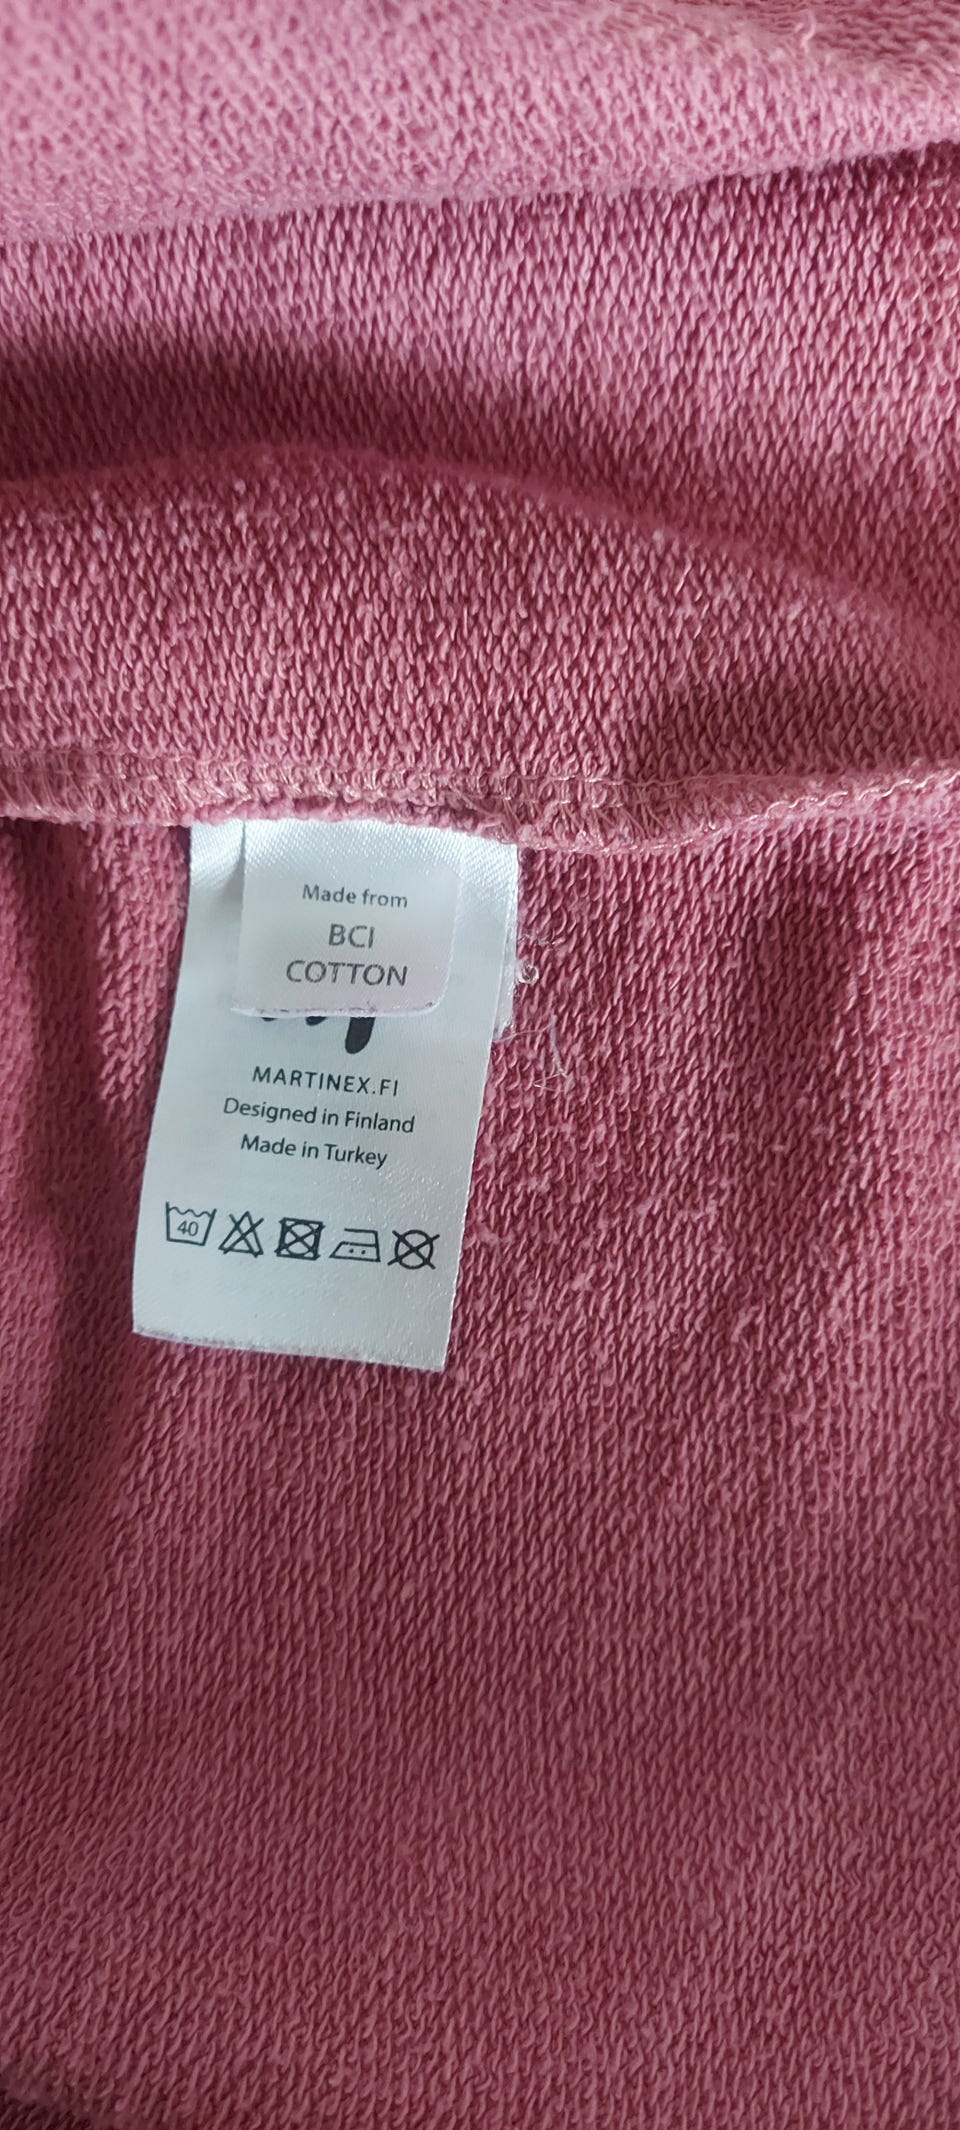 Made from
BCI
COTTON
MARTINEX.FI
Designed in Finland
Made in Turkey
40